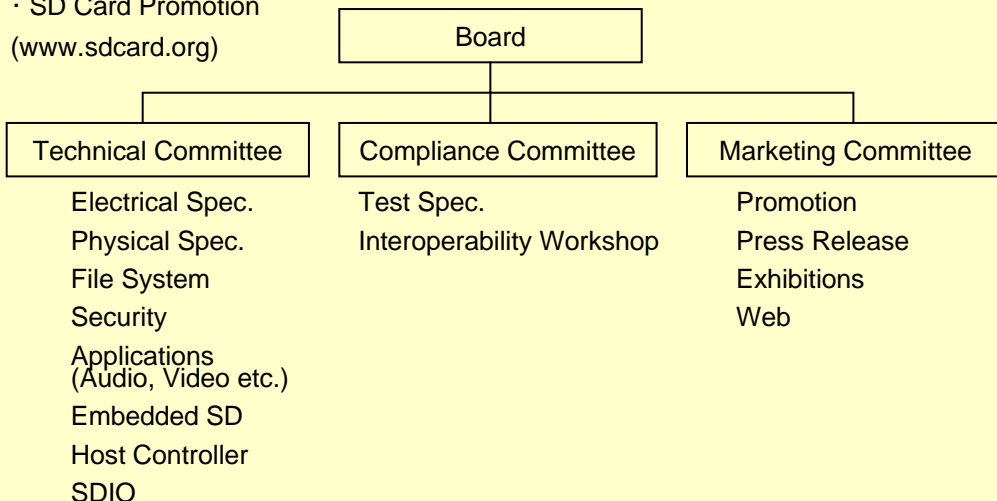 · SD Card Promotion
(www.sdcard.org)
Board
Technical Committee
Electrical Spec.
Physical Spec.
File System
Security
Applications
(Audio, Video etc.)
Embedded SD
Host Controller
SDIO
Compliance Committee
Test Spec.
Interoperability Workshop
Marketing Committee
Promotion
Press Release
Exhibitions
Web